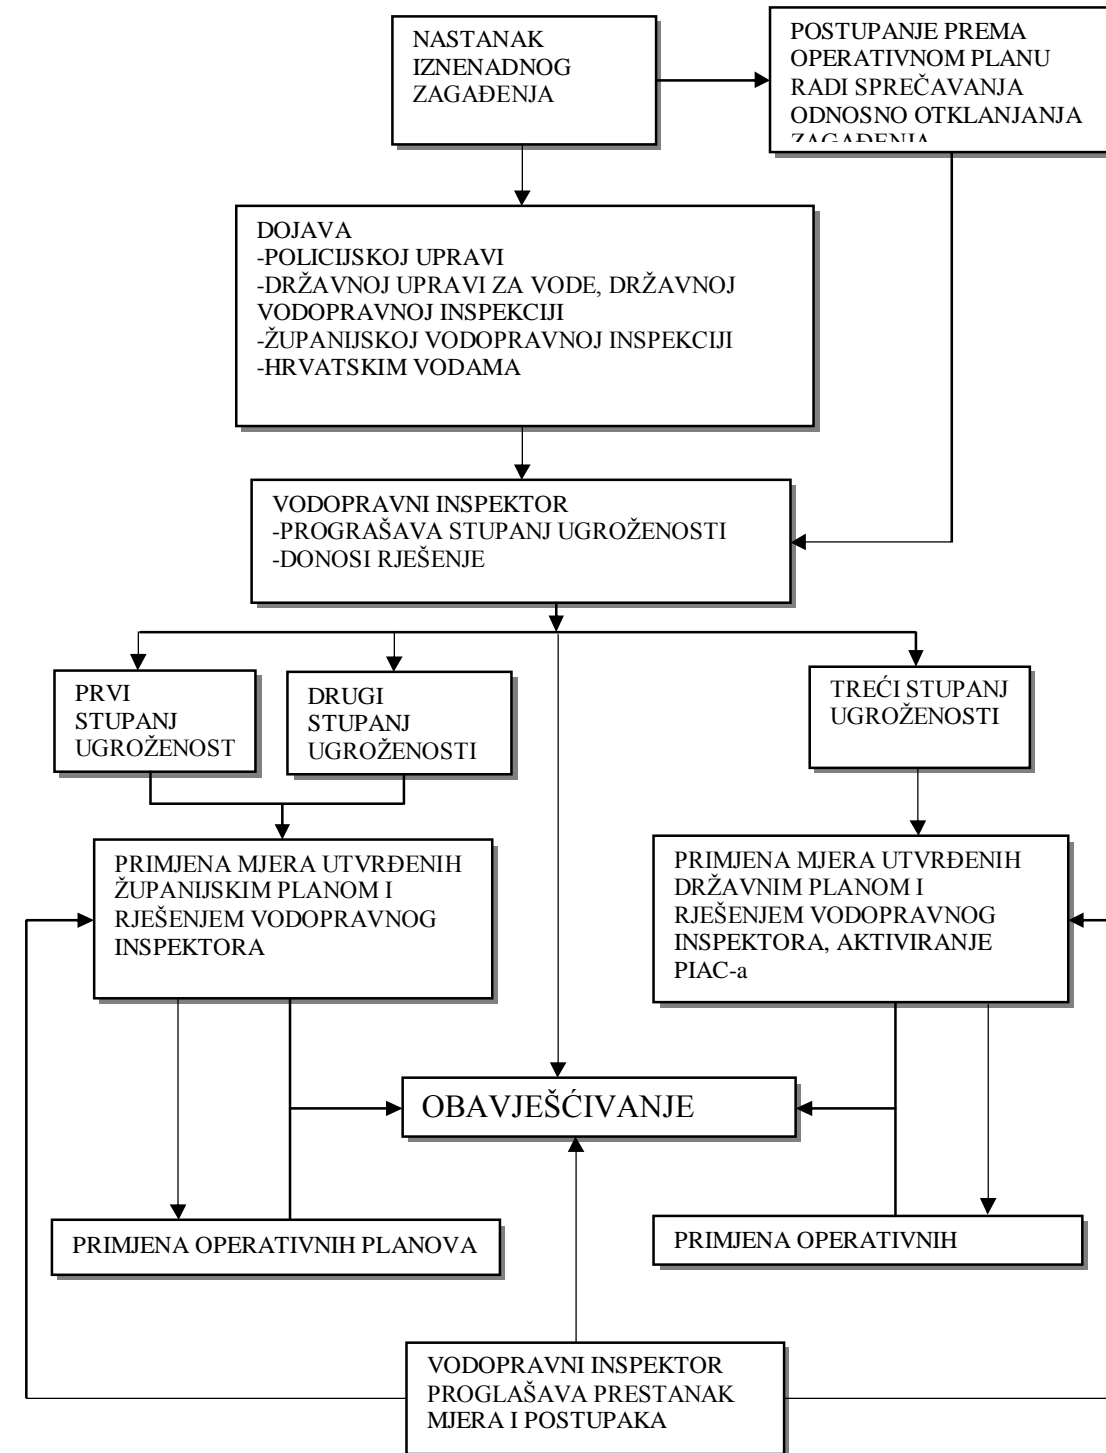 NASTANAK
IZNENADNOG
ZAGAĐENJA
POSTUPANJE PREMA
OPERATIVNOM PLANU
RADI SPREČAVANJA
ODNOSNO OTKLANJANJA
ZAGAĐENJA
DOJAVA
-POLICIJSKOJ UPRAVI
-DRŽAVNOJ UPRAVI ZA VODE, DRŽAVNOJ
VODOPRAVNOJ INSPEKCIJI
-ŽUPANIJSKOJ VODOPRAVNOJ INSPEKCIJI
-HRVATSKIM VODAMA
VODOPRAVNI INSPEKTOR
-PROGRAŠAVA STUPANJ UGROŽENOSTI
-DONOSI RJEŠENJE
PRVI
STUPANJ
UGROŽENOST
DRUGI
STUPANJ
UGROŽENOSTI
TREĆI STUPANJ
UGROŽENOSTI
PRIMJENA MJERA UTVRĐENIH
ŽUPANIJSKIM PLANOM I
RJEŠENJEM VODOPRAVNOG
INSPEKTORA
PRIMJENA MJERA UTVRĐENIH
DRŽAVNIM PLANOM I
RJEŠENJEM VODOPRAVNOG
INSPEKTORA, AKTIVIRANJE
PIAC-a
OBAVJEŠĆIVANJE
PRIMJENA OPERATIVNIH PLANOVA
PRIMJENA OPERATIVNIH
VODOPRAVNI INSPEKTOR
PROGLAŠAVA PRESTANAK
MJERA I POSTUPAKA